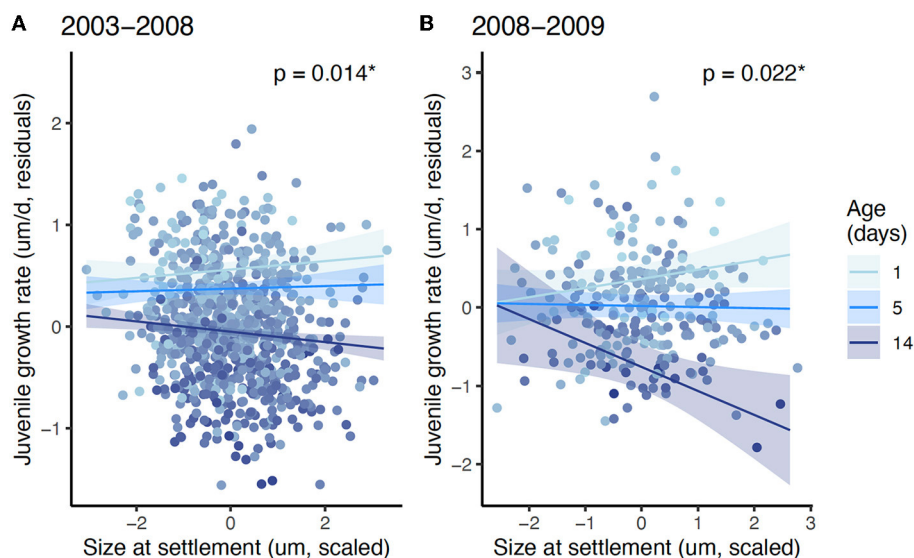 A 2003−2008
Juvenile growth rate (um/d, residuals)
p = 0.014*
2
1
0
−1
−2 0 2
Size at settlement (um, scaled)
B 2008−2009
Juvenile growth rate (um/d, residuals)
p = 0.022*
3
2
1
0
−1
−2
−2 −1 0 1 2 3
Size at settlement (um, scaled)
Age
(days)
1
5
14